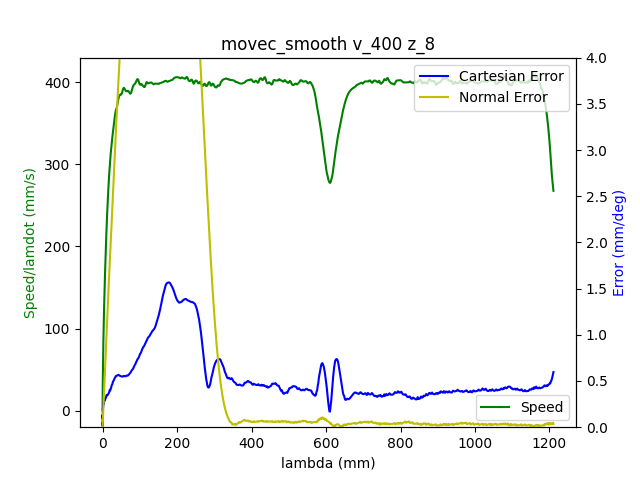 movec_smooth v_400 z_8
Cartesian Error
Normal Error
Speed
Speed/lamdot (mm/s)
400
300
200
100
0
4.0
3.5
3.0
2.5
2.0
1.5
1.0
0.5
0.0
Error (mm/deg)
0 200 400 600 800 1000 1200
lambda (mm)